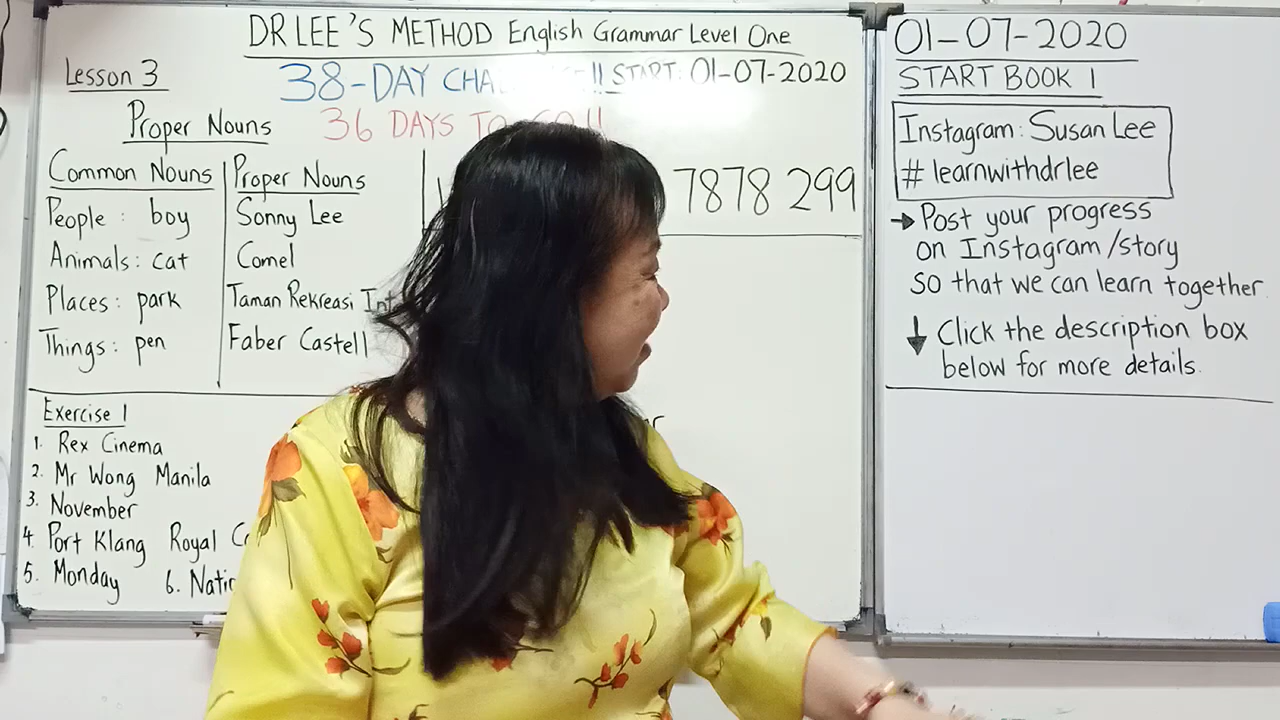 DR LEE'S METHOD English Grammar Level One
Lesson 3
38-DAY !! START: 01-07-2020
Proper Nouns
36 DAYS !!
Common Nouns
Proper Nouns
People: boy
Sonny Lee
Animals: cat
Comel
Places: park
Taman Rekreasi
Things: pen
Faber Castell
7878 299
Exercise 1
1. Rex Cinema
2. Mr Wong Manila
3. November
4. Port Klang Royal
5. Monday 6.
01-07-2020
START BOOK 1
Instagram: Susan Lee
# learnwithdrlee
→ Post your progress
on Instagram/story
so that we can learn together.
↓ Click the description box
below for more details.